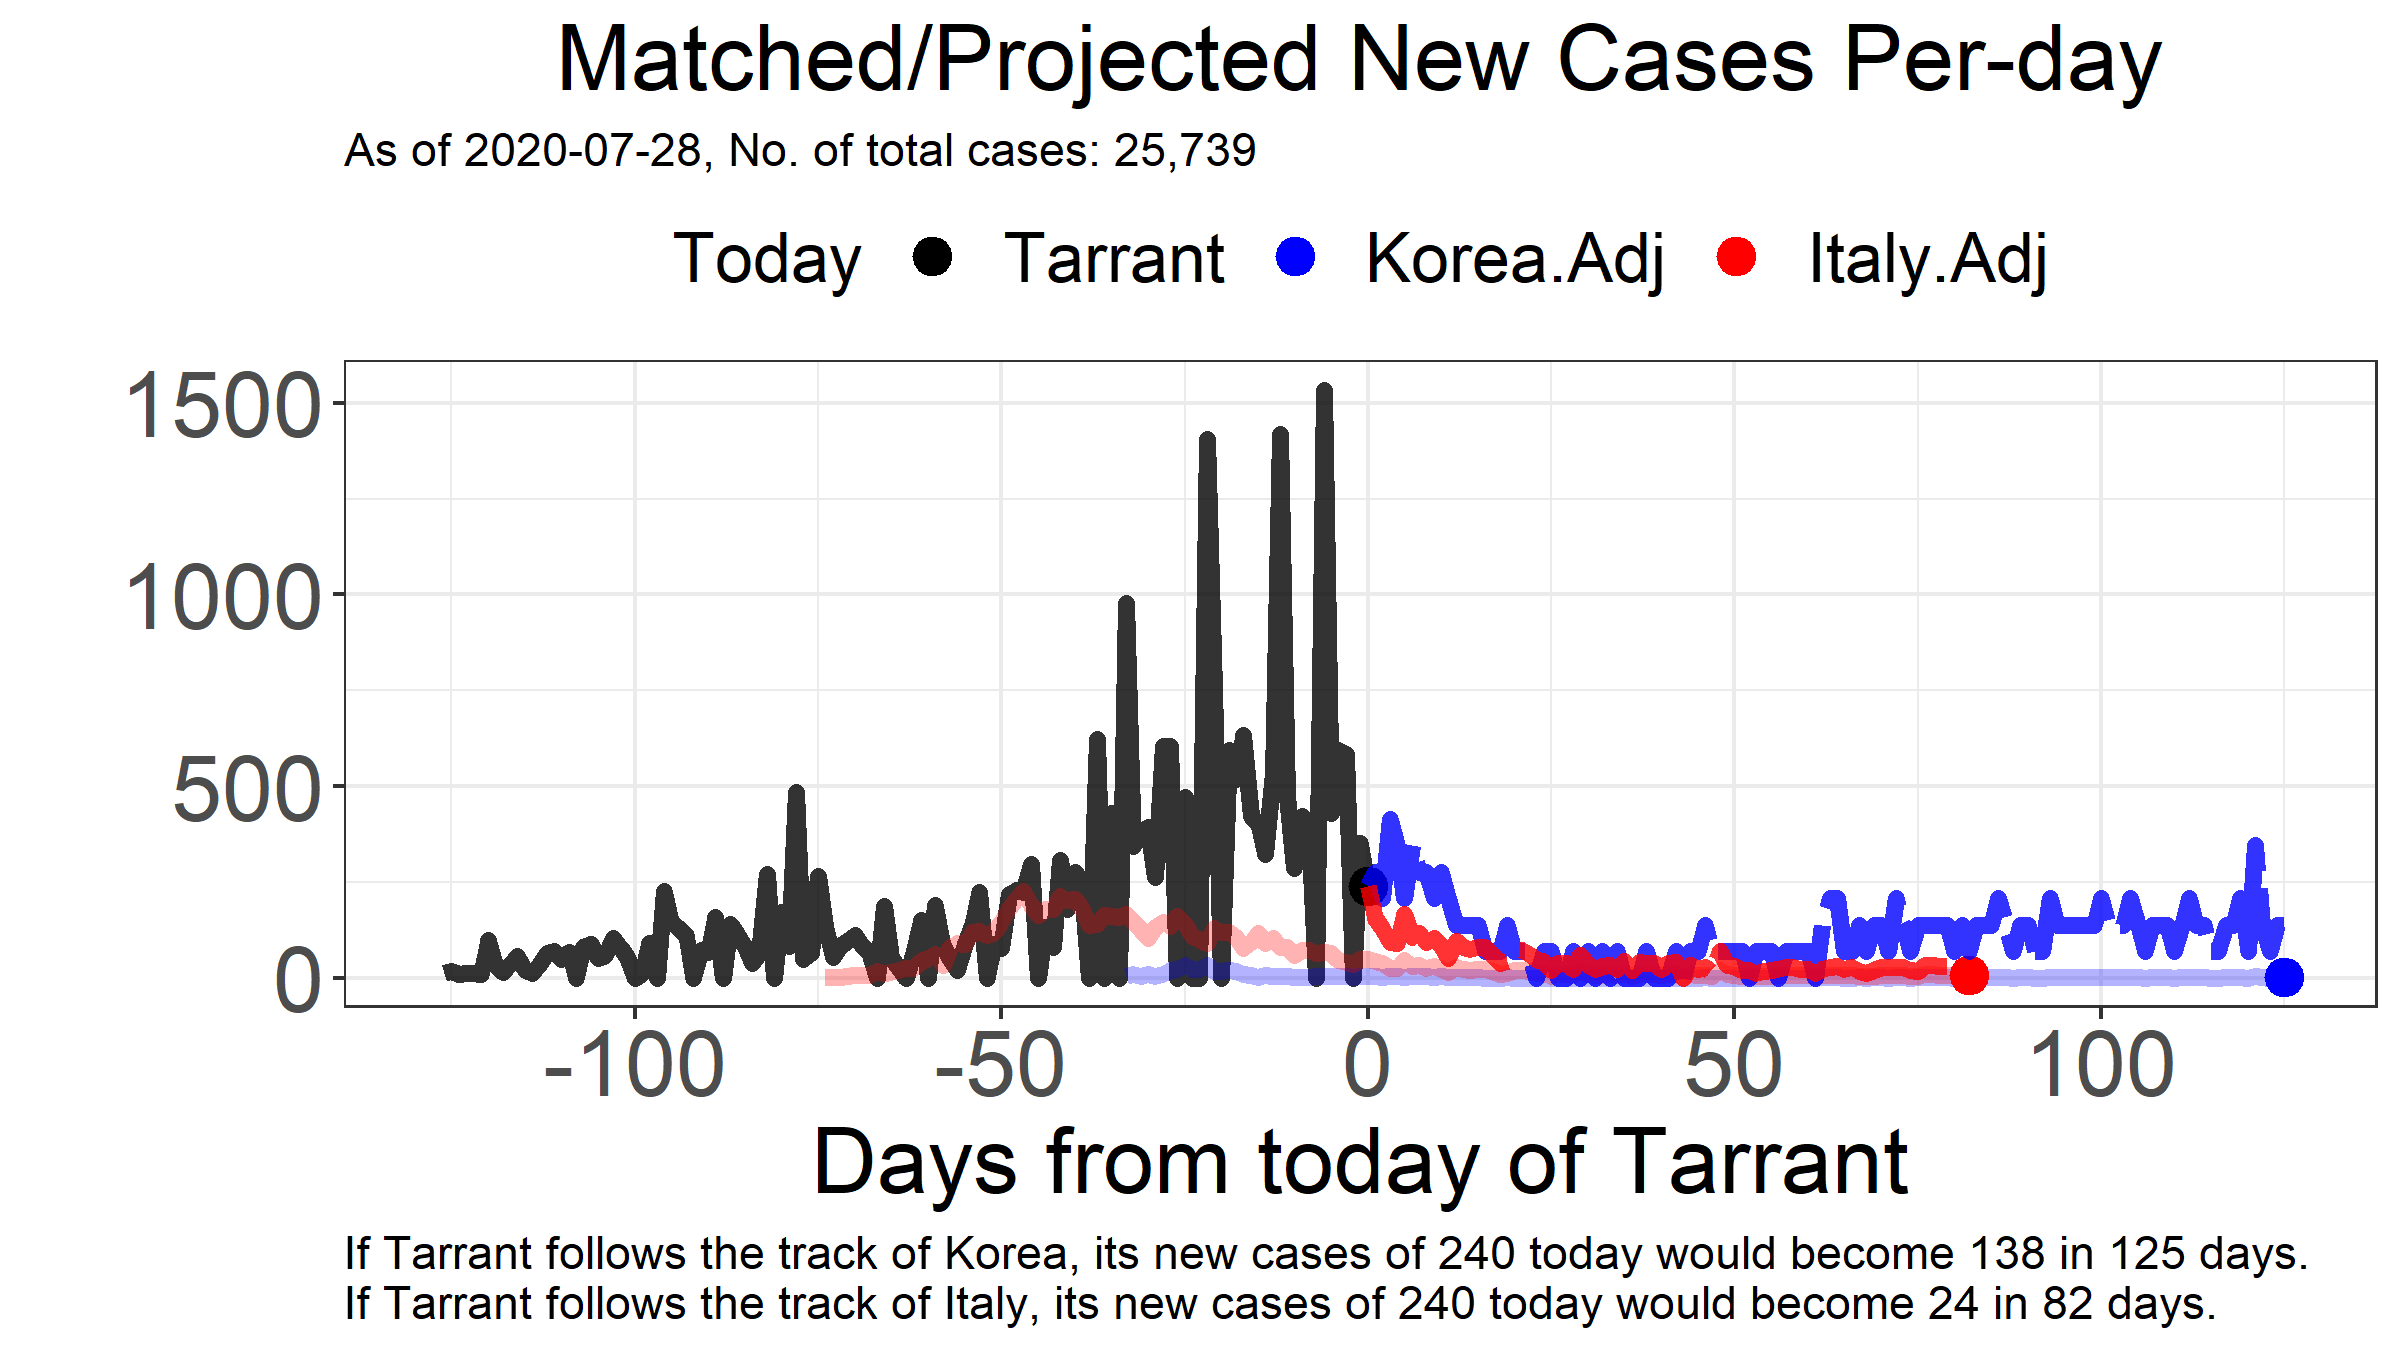 Matched/Projected New Cases Per-day
As of 2020-07-28, No. of total cases: 25,739
Today Tarrant Korea.Adj Italy.Adj
1500
1000
500
0
-100 -50 0 50 100
Days from today of Tarrant
If Tarrant follows the track of Korea, its new cases of 240 today would become 138 in 125 days.
If Tarrant follows the track of Italy, its new cases of 240 today would become 24 in 82 days.